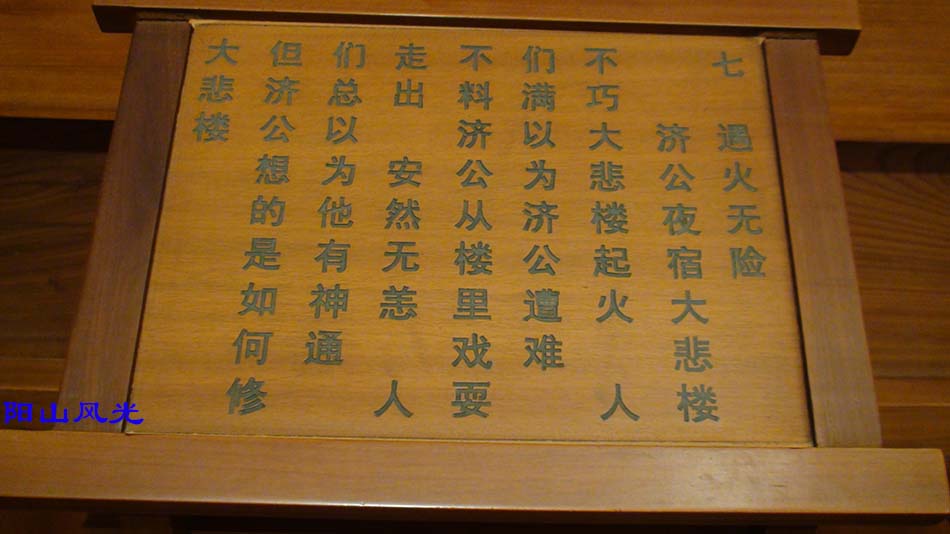 七 遇火无险
济公夜宿大悲楼
不巧大悲楼起火 人
们满以为济公遭难
不料济公从楼里戏耍
走出 安然无恙 人
们总以为他有神通
但济公想的是如何修
大悲楼
阳山风光